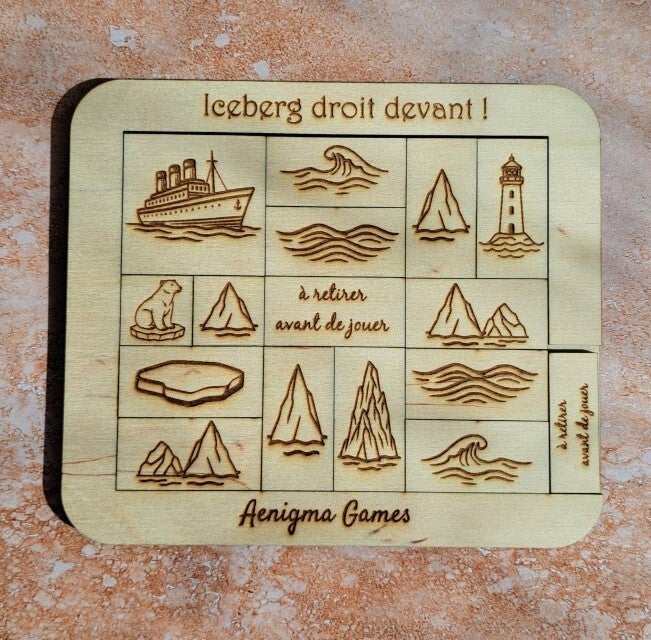 Iceberg droit devant !
à retirer
avant de jouer
à retirer
avant de jouer
Aenigma Games